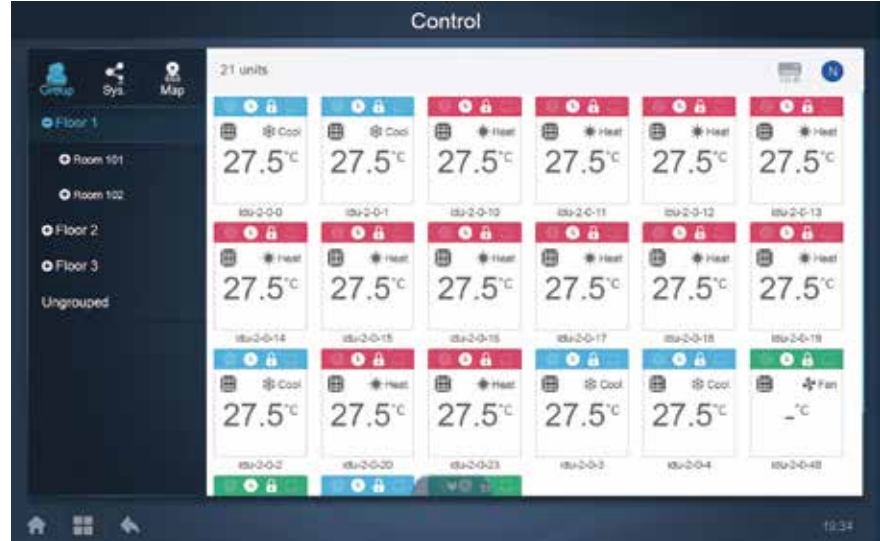 Control
Group Sys. Map
21 units
N
Floor 1
Room 101
Room 102
Floor 2
Floor 3
Ungrouped
Cool Cool Heat Heat Heat Heat
27.5°C 27.5°C 27.5°C 27.5°C 27.5°C 27.5°C
idu-2-0-0 idu-2-0-1 idu-2-0-10 idu-2-0-11 idu-2-0-12 idu-2-0-13
Heat Heat Heat Heat Heat Heat
27.5°C 27.5°C 27.5°C 27.5°C 27.5°C 27.5°C
idu-2-0-14 idu-2-0-15 idu-2-0-16 idu-2-0-17 idu-2-0-18 idu-2-0-19
Cool Heat Heat Cool Cool Fan
27.5°C 27.5°C 27.5°C 27.5°C 27.5°C -°C
idu-2-0-2 idu-2-0-20 idu-2-0-23 idu-2-0-3 idu-2-0-4 idu-2-0-48
19:34